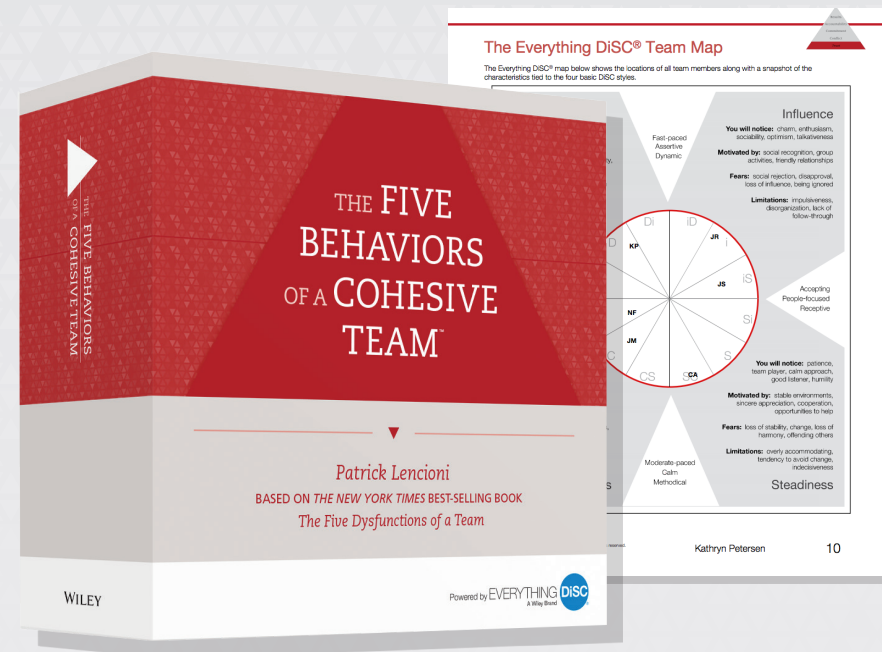 The Everything DiSC® Team Map
The Everything DiSC® map below shows the locations of all team members along with a snapshot of the
characteristics tied to the four basic DiSC styles.
Fast-paced
Assertive
Dynamic
Influence
You will notice: charm, enthusiasm,
sociability, optimism, talkativeness
Motivated by: social recognition, group
activities, friendly relationships
Fears: social rejection, disapproval,
loss of influence, being ignored
Limitations: impulsiveness,
disorganization, lack of
follow-through
Di
iD
D
KP
JR
i
JS
iS
Accepting
People-focused
Receptive
NF
Si
JM
C
S
CS
CA
You will notice: patience,
team player, calm approach,
good listener, humility
Motivated by: stable environments,
sincere appreciation, cooperation,
opportunities to help
Fears: loss of stability, change, loss of
harmony, offending others
Limitations: overly accommodating,
tendency to avoid change,
indecisiveness
Moderate-paced
Calm
Methodical
s
Steadiness
Kathryn Petersen
10
THE FIVE BEHAVIORS
OF A COHESIVE TEAM
THE FIVE
BEHAVIORS
OF A COHESIVE
TEAM™
Patrick Lencioni
BASED ON THE NEW YORK TIMES BEST-SELLING BOOK
The Five Dysfunctions of a Team
WILEY
Powered by EVERYTHING DiSC
A Wiley Brand